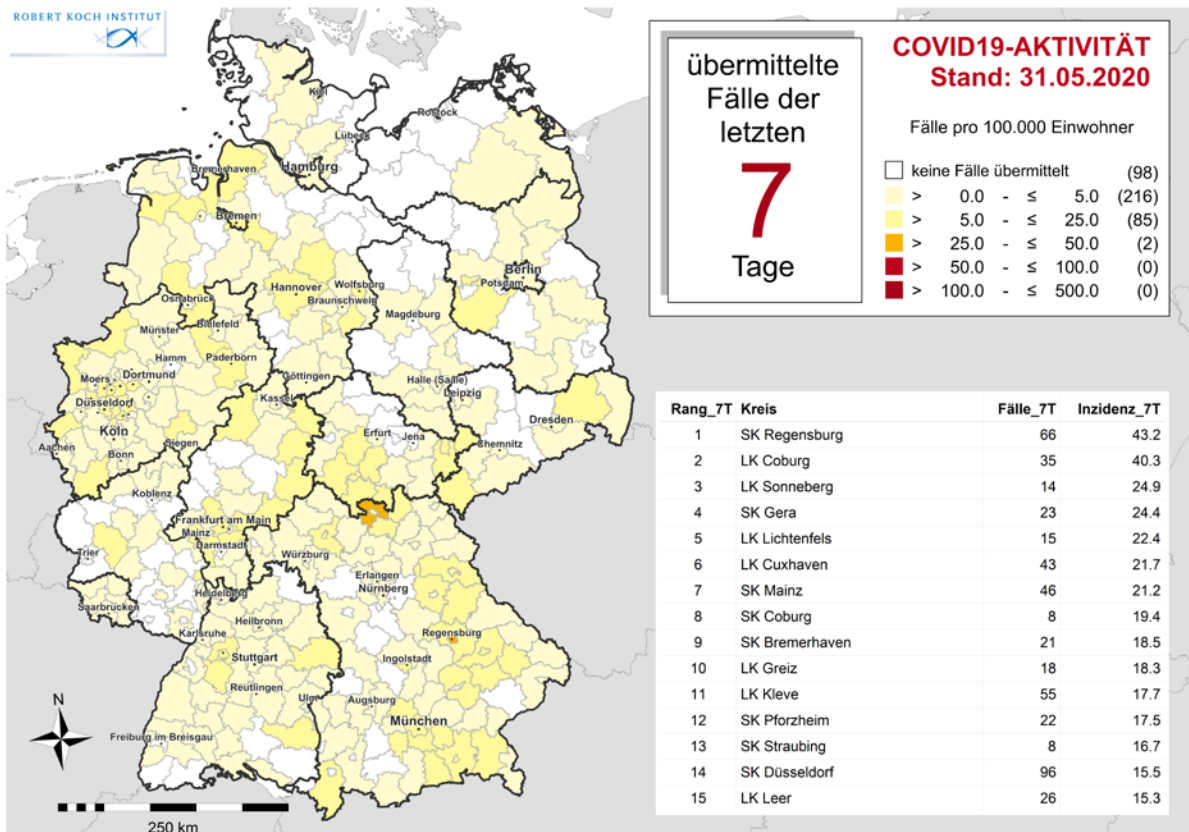 ROBERT KOCH INSTITUT
übermittelte
Fälle der
letzten
7
Tage
COVID19-AKTIVITÄT
Stand: 31.05.2020
Fälle pro 100.000 Einwohner
keine Fälle übermittelt (98)
> 0.0 - ≤ 5.0 (216)
> 5.0 - ≤ 25.0 (85)
> 25.0 - ≤ 50.0 (2)
> 50.0 - ≤ 100.0 (0)
> 100.0 - ≤ 500.0 (0)
Kiel
Rostock
Lübeck
Hamburg
Bremerhaven
Bremen
Berlin
Potsdam
Wolfsburg
Hannover
Braunschweig
Osnabrück
Magdeburg
Bielefeld
Münster
Hamm
Paderborn
Moers
Dortmund
Göttingen
Halle (Saale)
Leipzig
Kassel
Düsseldorf
Dresden
Köln
Erfurt
Jena
Chemnitz
Siegen
Aachen
Bonn
Koblenz
Frankfurt am Main
Mainz
Darmstadt
Trier
Würzburg
Erlangen
Nürnberg
Heidelberg
Saarbrücken
Heilbronn
Karlsruhe
Regensburg
Stuttgart
Ingolstadt
Reutlingen
Ulm
Augsburg
München
Freiburg im Breisgau
N
250 km
Rang_7T Kreis Fälle_7T Inzidenz_7T
1 SK Regensburg 66 43.2
2 LK Coburg 35 40.3
3 LK Sonneberg 14 24.9
4 SK Gera 23 24.4
5 LK Lichtenfels 15 22.4
6 LK Cuxhaven 43 21.7
7 SK Mainz 46 21.2
8 SK Coburg 8 19.4
9 SK Bremerhaven 21 18.5
10 LK Greiz 18 18.3
11 LK Kleve 55 17.7
12 SK Pforzheim 22 17.5
13 SK Straubing 8 16.7
14 SK Düsseldorf 96 15.5
15 LK Leer 26 15.3